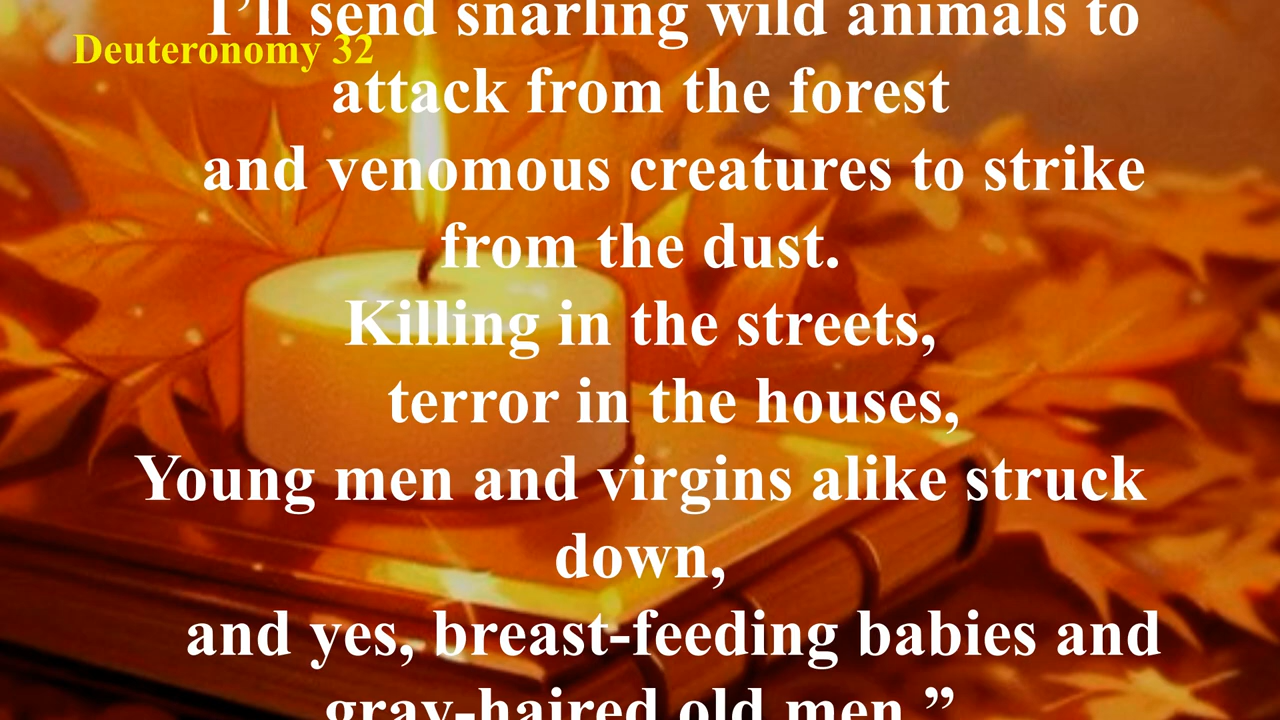 I’ll send snarling wild animals to
Deuteronomy 32
attack from the forest
and venomous creatures to strike
from the dust.
Killing in the streets,
terror in the houses,
Young men and virgins alike struck
down,
and yes, breast-feeding babies and
gray-haired old men.”